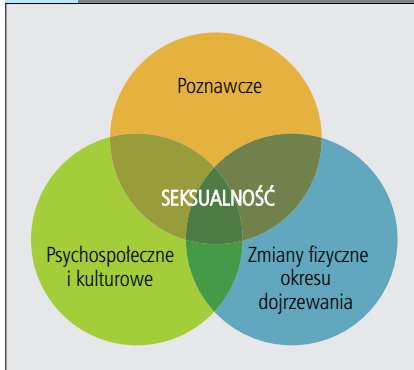 Poznawcze
SEKSUALNOŚĆ
Psychospołeczne
i kulturowe
Zmiany fizyczne
okresu
dojrzewania